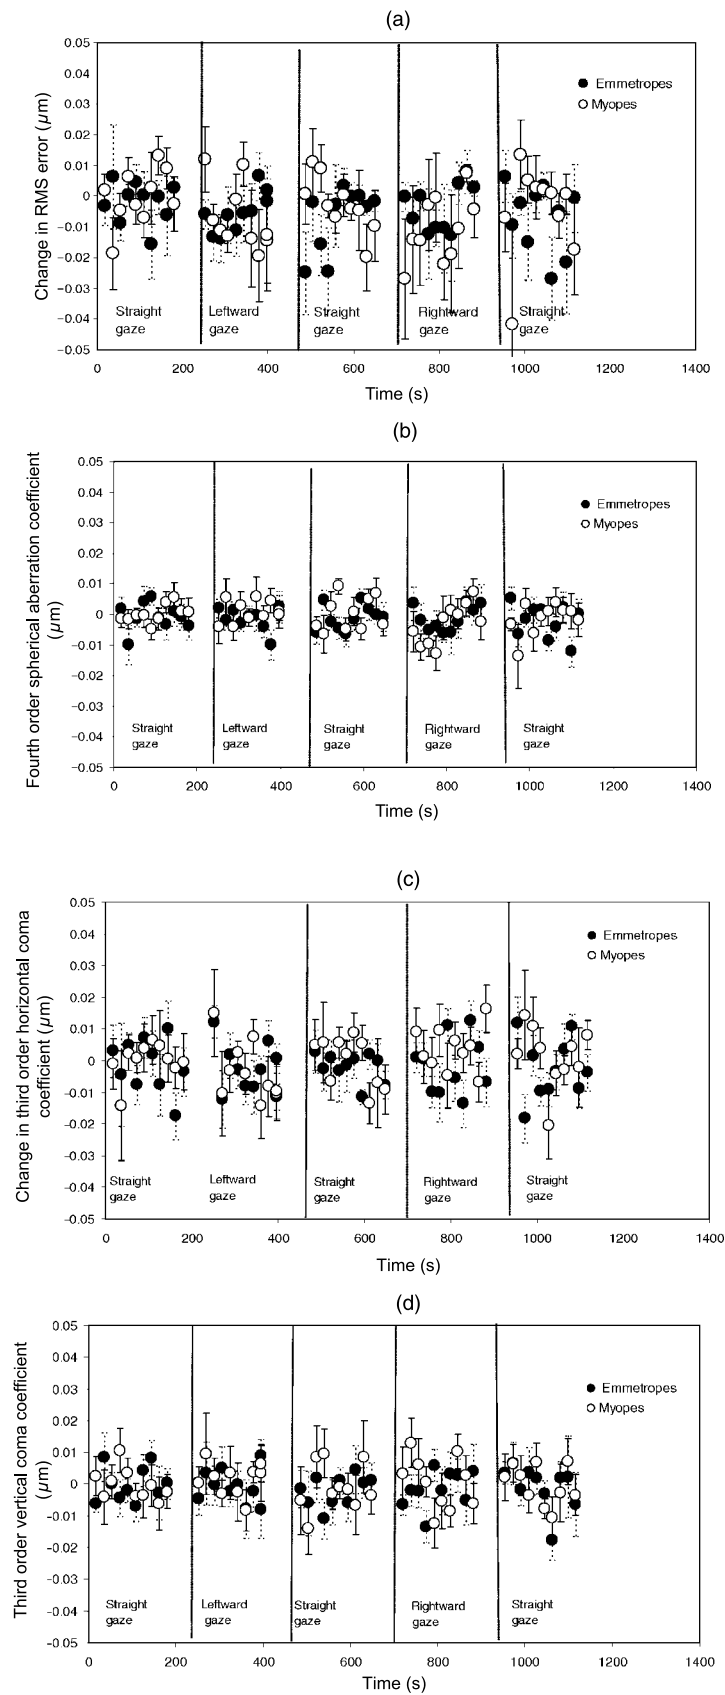 (a)
Change in RMS error (µm)
0.05
0.04
0.03
0.02
0.01
0
−0.01
−0.02
−0.03
−0.04
−0.05
Emmetropes
Myopes
Straight gaze
Leftward gaze
Straight gaze
Rightward gaze
Straight gaze
0 200 400 600 800 1000 1200 1400
Time (s)
(b)
Fourth order spherical aberration coefficient
(µm)
0.05
0.04
0.03
0.02
0.01
0
−0.01
−0.02
−0.03
−0.04
−0.05
Emmetropes
Myopes
Straight gaze
Leftward gaze
Straight gaze
Rightward gaze
Straight gaze
0 200 400 600 800 1000 1200 1400
Time (s)
(c)
Change in third order horizontal coma
coefficient (µm)
0.05
0.04
0.03
0.02
0.01
0
−0.01
−0.02
−0.03
−0.04
−0.05
Emmetropes
Myopes
Straight gaze
Leftward gaze
Straight gaze
Rightward gaze
Straight gaze
0 200 400 600 800 1000 1200 1400
Time (s)
(d)
Third order vertical coma coefficient
(µm)
0.05
0.04
0.03
0.02
0.01
0
−0.01
−0.02
−0.03
−0.04
−0.05
Emmetropes
Myopes
Straight gaze
Leftward gaze
Straight gaze
Rightward gaze
Straight gaze
0 200 400 600 800 1000 1200 1400
Time (s)